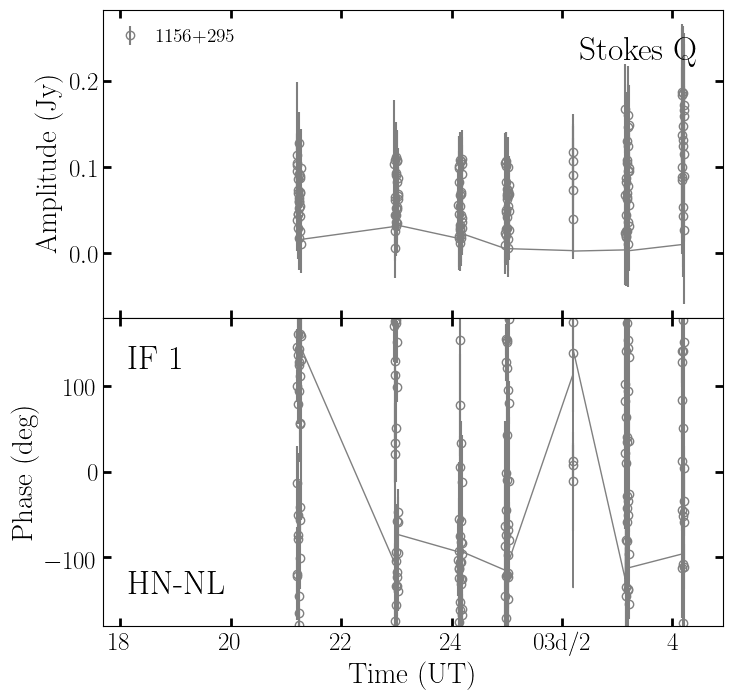 1156+295
Stokes Q
Amplitude (Jy)
0.2
0.1
0.0
IF 1
HN-NL
Phase (deg)
100
0
−100
18 20 22 24 03d/2 4
Time (UT)